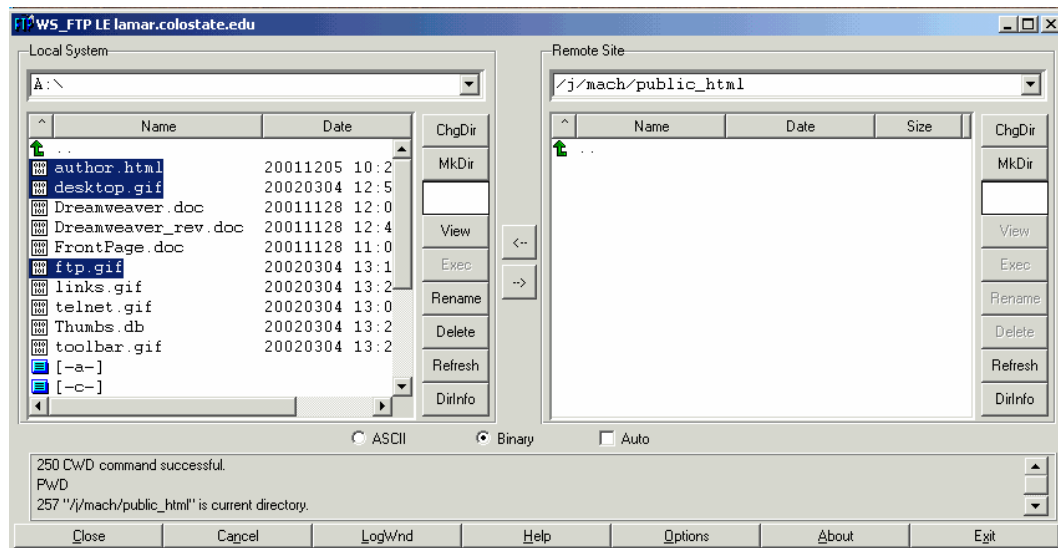 WS_FTP LE lamar.colostate.edu
Local System
A:\
^ Name Date
..
author.html 20011205 10:2
desktop.gif 20020304 12:5
Dreamweaver.doc 20011128 12:0
Dreamweaver_rev.doc 20011128 12:4
FrontPage.doc 20011128 11:0
ftp.gif 20020304 13:1
links.gif 20020304 13:2
telnet.gif 20020304 13:0
Thumbs.db 20020304 13:2
toolbar.gif 20020304 13:2
[-a-]
[-c-]
ChgDir
MkDir
View
Exec
Rename
Delete
Refresh
DirInfo
<--
-->
Remote Site
/j/mach/public_html
^ Name Date Size
..
ChgDir
MkDir
View
Exec
Rename
Delete
Refresh
DirInfo
ASCII Binary Auto
250 CWD command successful.
PWD
257 "/j/mach/public_html" is current directory.
Close Cancel LogWnd Help Options About Exit